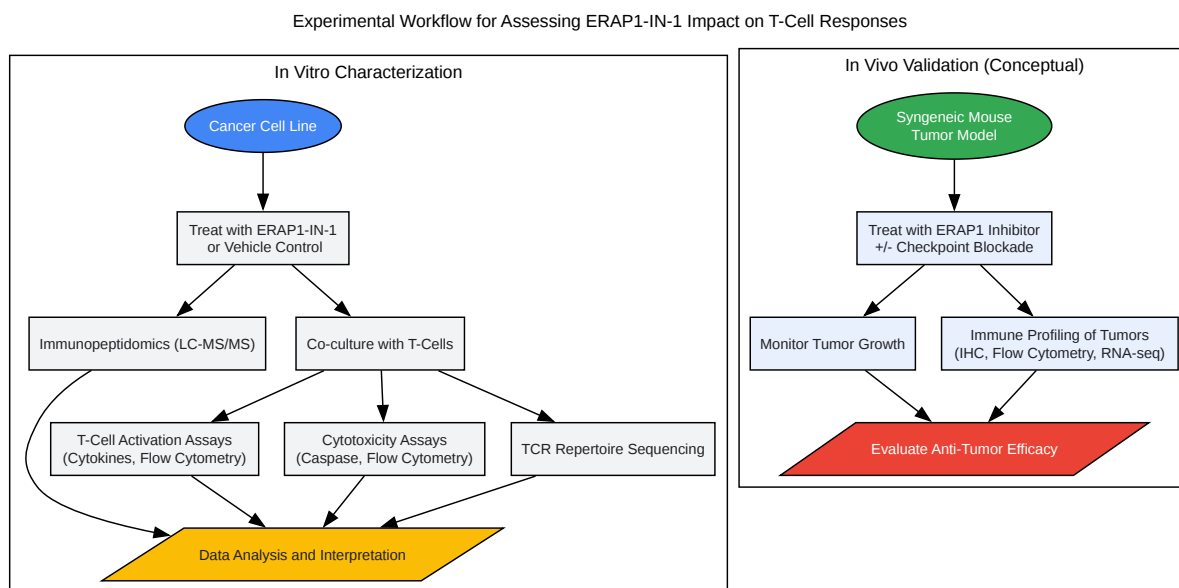 Experimental Workflow for Assessing ERAP1-IN-1 Impact on T-Cell Responses
In Vitro Characterization
Cancer Cell Line
Treat with ERAP1-IN-1
or Vehicle Control
Immunopeptidomics (LC-MS/MS)
Co-culture with T-Cells
T-Cell Activation Assays
(Cytokines, Flow Cytometry)
Cytotoxicity Assays
(Caspase, Flow Cytometry)
TCR Repertoire Sequencing
Data Analysis and Interpretation
In Vivo Validation (Conceptual)
Syngeneic Mouse
Tumor Model
Treat with ERAP1 Inhibitor
+/- Checkpoint Blockade
Monitor Tumor Growth
Immune Profiling of Tumors
(IHC, Flow Cytometry, RNA-seq)
Evaluate Anti-Tumor Efficacy